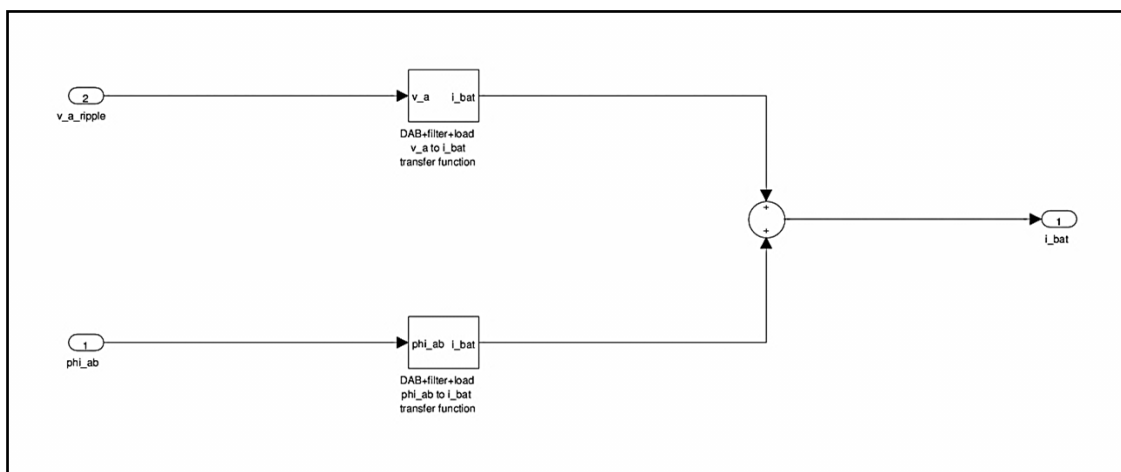 2
v_a_ripple
v_a i_bat
DAB+filter+load
v_a to i_bat
transfer function
+
+
1
i_bat
1
phi_ab
phi_ab i_bat
DAB+filter+load
phi_ab to i_bat
transfer function